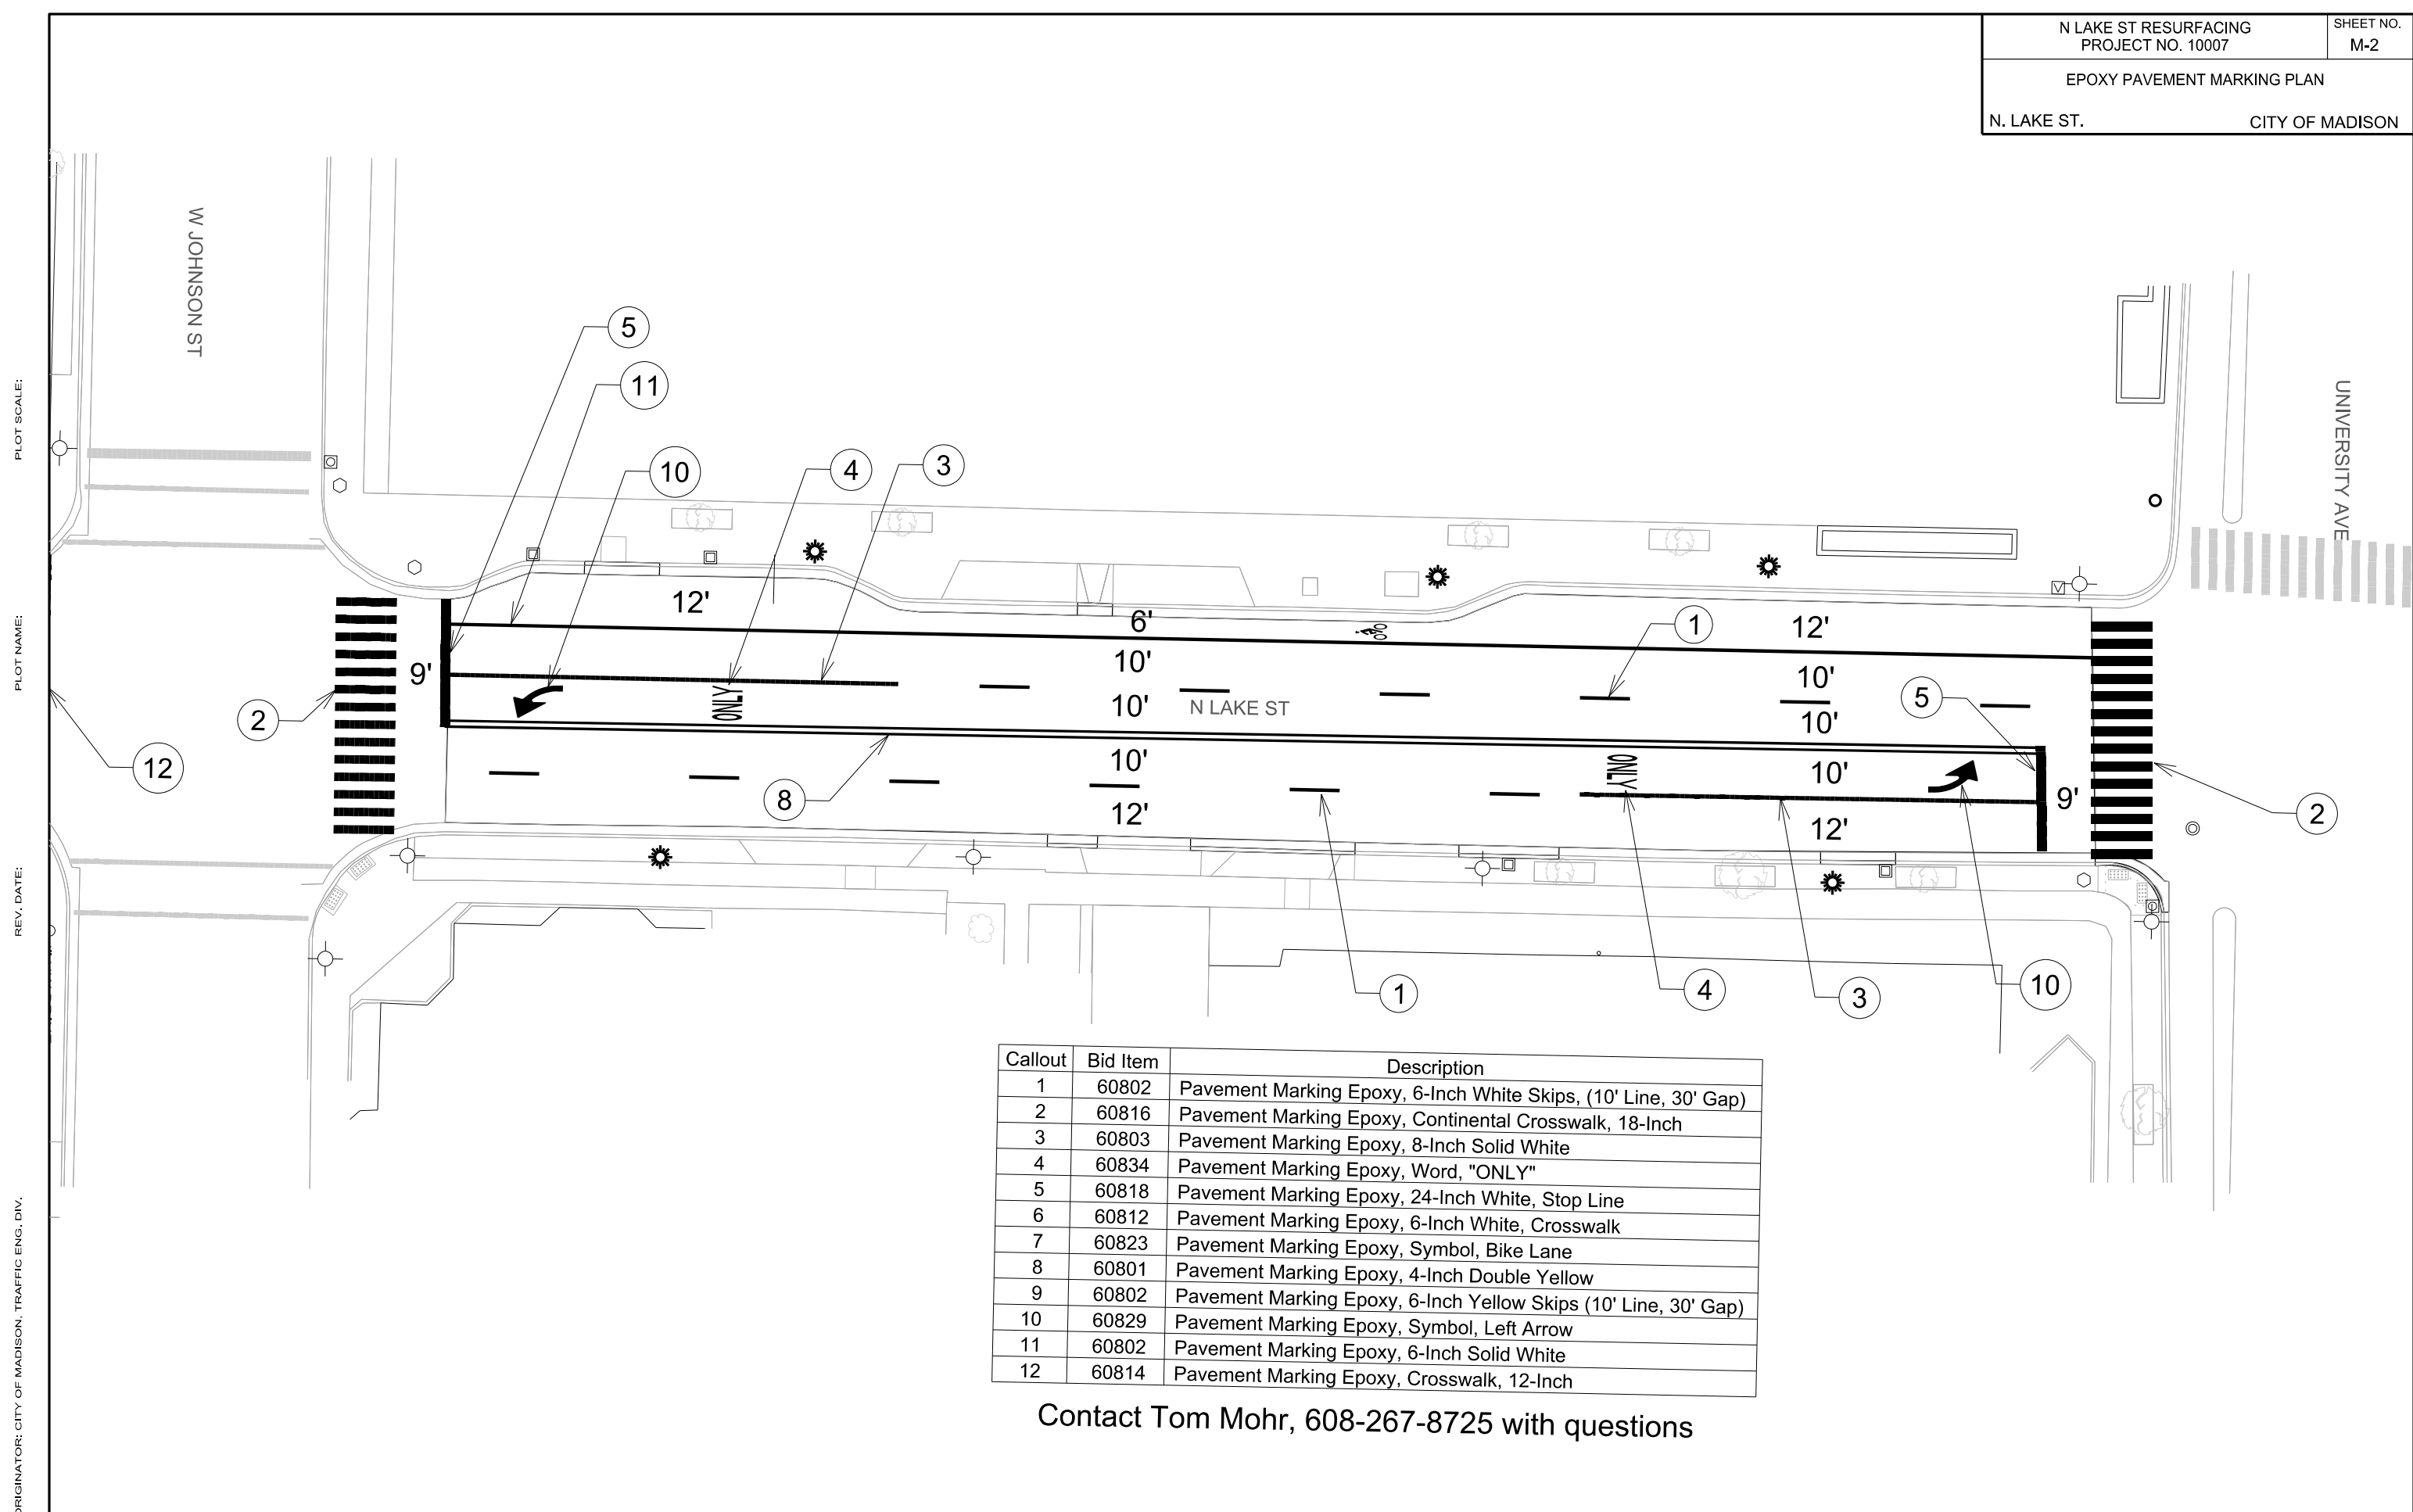 N LAKE ST RESURFACING
PROJECT NO. 10007
SHEET NO.
M-2
EPOXY PAVEMENT MARKING PLAN
N. LAKE ST. CITY OF MADISON
PLOT SCALE:
PLOT NAME:
REV. DATE:
ORIGINATOR: CITY OF MADISON, TRAFFIC ENG. DIV.
W JOHNSON ST
UNIVERSITY AVE
5
11
10
4
3
12'
6'
1
12'
9'
10'
10'
ONLY
10'
N LAKE ST
10'
5
2
12
10'
ONLY
10'
9'
8
12'
12'
2
1
4
3
10
Callout Bid Item Description
1 60802 Pavement Marking Epoxy, 6-Inch White Skips, (10' Line, 30' Gap)
2 60816 Pavement Marking Epoxy, Continental Crosswalk, 18-Inch
3 60803 Pavement Marking Epoxy, 8-Inch Solid White
4 60834 Pavement Marking Epoxy, Word, "ONLY"
5 60818 Pavement Marking Epoxy, 24-Inch White, Stop Line
6 60812 Pavement Marking Epoxy, 6-Inch White, Crosswalk
7 60823 Pavement Marking Epoxy, Symbol, Bike Lane
8 60801 Pavement Marking Epoxy, 4-Inch Double Yellow
9 60802 Pavement Marking Epoxy, 6-Inch Yellow Skips (10' Line, 30' Gap)
10 60829 Pavement Marking Epoxy, Symbol, Left Arrow
11 60802 Pavement Marking Epoxy, 6-Inch Solid White
12 60814 Pavement Marking Epoxy, Crosswalk, 12-Inch
Contact Tom Mohr, 608-267-8725 with questions